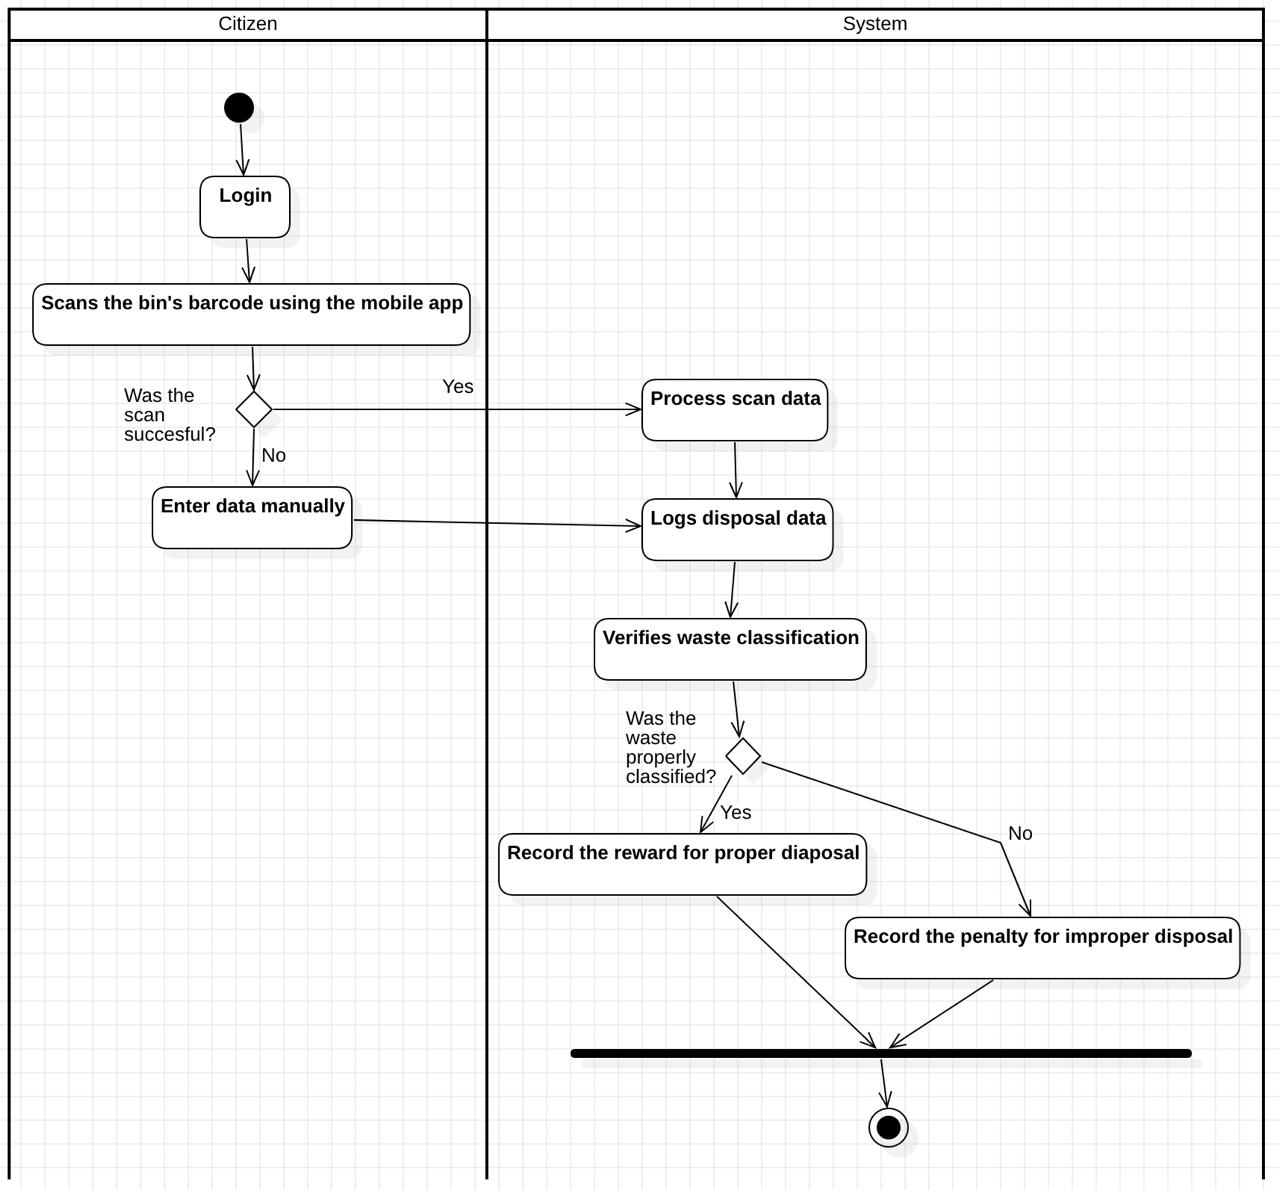 Citizen
System
Login
Scans the bin's barcode using the mobile app
Was the
scan
succesful?
Yes
No
Process scan data
Enter data manually
Logs disposal data
Verifies waste classification
Was the
waste
properly
classified?
Yes
No
Record the reward for proper diaposal
Record the penalty for improper disposal